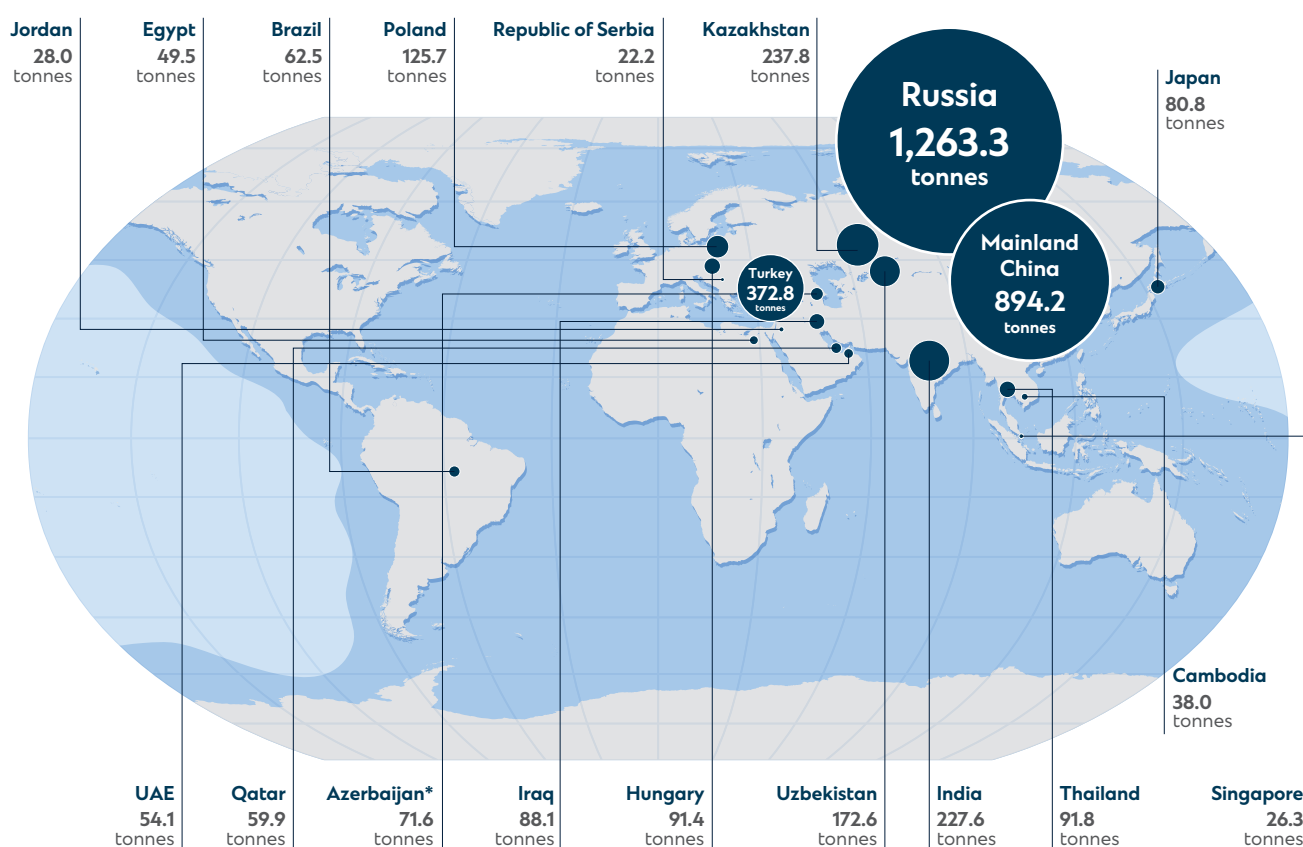 Jordan
28.0
tonnes
Egypt
49.5
tonnes
Brazil
62.5
tonnes
Poland
125.7
tonnes
Republic of Serbia
22.2
tonnes
Kazakhstan
237.8
tonnes
Russia
1,263.3
tonnes
Japan
80.8
tonnes
Mainland
China
894.2
tonnes
Turkey
372.8
tonnes
Cambodia
38.0
tonnes
UAE
54.1
tonnes
Qatar
59.9
tonnes
Azerbaijan*
71.6
tonnes
Iraq
88.1
tonnes
Hungary
91.4
tonnes
Uzbekistan
172.6
tonnes
India
227.6
tonnes
Thailand
91.8
tonnes
Singapore
26.3
tonnes